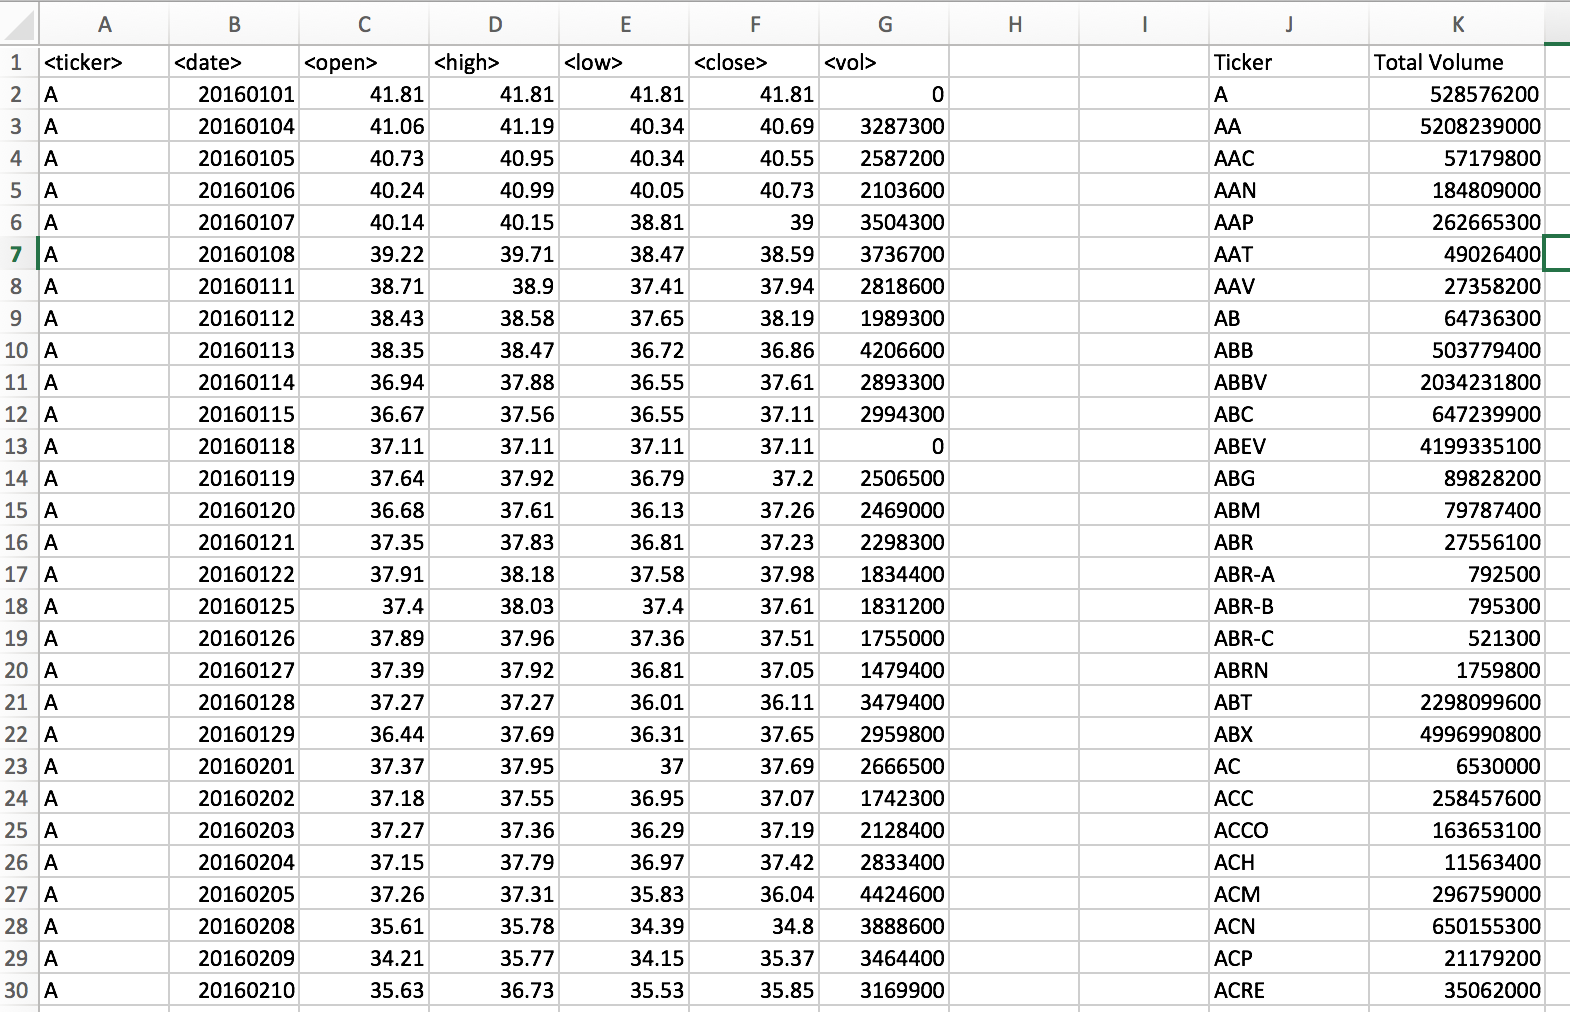 A B C D E F G H I J K
1 <ticker> <date> <open> <high> <low> <close> <vol> Ticker Total Volume
2 A 20160101 41.81 41.81 41.81 41.81 0 A 528576200
3 A 20160104 41.06 41.19 40.34 40.69 3287300 AA 5208239000
4 A 20160105 40.73 40.95 40.34 40.55 2587200 AAC 57179800
5 A 20160106 40.24 40.99 40.05 40.73 2103600 AAN 184809000
6 A 20160107 40.14 40.15 38.81 39 3504300 AAP 262665300
7 A 20160108 39.22 39.71 38.47 38.59 3736700 AAT 49026400
8 A 20160111 38.71 38.9 37.41 37.94 2818600 AAV 27358200
9 A 20160112 38.43 38.58 37.65 38.19 1989300 AB 64736300
10 A 20160113 38.35 38.47 36.72 36.86 4206600 ABB 503779400
11 A 20160114 36.94 37.88 36.55 37.61 2893300 ABBV 2034231800
12 A 20160115 36.67 37.56 36.55 37.11 2994300 ABC 647239900
13 A 20160118 37.11 37.11 37.11 37.11 0 ABEV 4199335100
14 A 20160119 37.64 37.92 36.79 37.2 2506500 ABG 89828200
15 A 20160120 36.68 37.61 36.13 37.26 2469000 ABM 79787400
16 A 20160121 37.35 37.83 36.81 37.23 2298300 ABR 27556100
17 A 20160122 37.91 38.18 37.58 37.98 1834400 ABR-A 792500
18 A 20160125 37.4 38.03 37.4 37.61 1831200 ABR-B 795300
19 A 20160126 37.89 37.96 37.36 37.51 1755000 ABR-C 521300
20 A 20160127 37.39 37.92 36.81 37.05 1479400 ABRN 1759800
21 A 20160128 37.27 37.27 36.01 36.11 3479400 ABT 2298099600
22 A 20160129 36.44 37.69 36.31 37.65 2959800 ABX 4996990800
23 A 20160201 37.37 37.95 37 37.69 2666500 AC 6530000
24 A 20160202 37.18 37.55 36.95 37.07 1742300 ACC 258457600
25 A 20160203 37.27 37.36 36.29 37.19 2128400 ACCO 163653100
26 A 20160204 37.15 37.79 36.97 37.42 2833400 ACH 11563400
27 A 20160205 37.26 37.31 35.83 36.04 4424600 ACM 296759000
28 A 20160208 35.61 35.78 34.39 34.8 3888600 ACN 650155300
29 A 20160209 34.21 35.77 34.15 35.37 3464400 ACP 21179200
30 A 20160210 35.63 36.73 35.53 35.85 3169900 ACRE 35062000